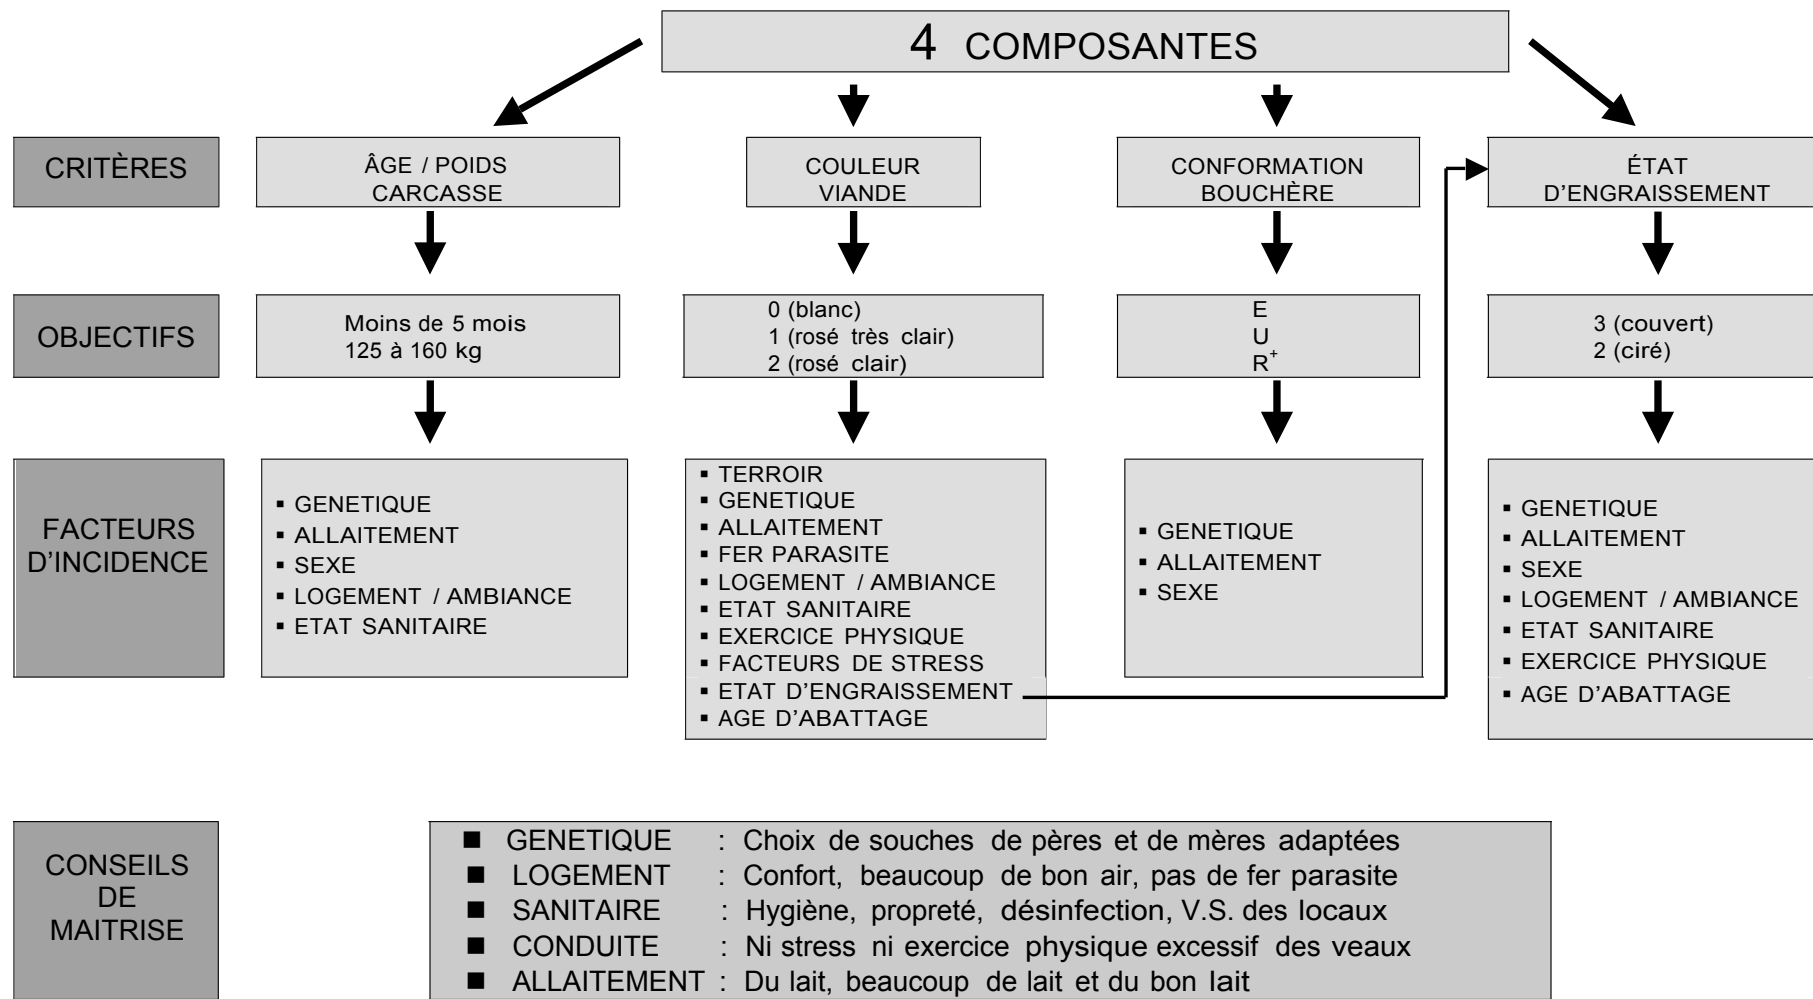 4 COMPOSANTES
CRITÈRES
ÂGE / POIDS
CARCASSE
COULEUR
VIANDE
CONFORMATION
BOUCHÈRE
ÉTAT
D'ENGRAISSEMENT
OBJECTIFS
Moins de 5 mois
125 à 160 kg
0 (blanc)
1 (rosé très clair)
2 (rosé clair)
E
U
R+
3 (couvert)
2 (ciré)
FACTEURS
D'INCIDENCE
▪ GENETIQUE
▪ ALLAITEMENT
▪ SEXE
▪ LOGEMENT / AMBIANCE
▪ ETAT SANITAIRE
▪ TERROIR
▪ GENETIQUE
▪ ALLAITEMENT
▪ FER PARASITE
▪ LOGEMENT / AMBIANCE
▪ ETAT SANITAIRE
▪ EXERCICE PHYSIQUE
▪ FACTEURS DE STRESS
▪ ETAT D'ENGRAISSEMENT
▪ AGE D'ABATTAGE
▪ GENETIQUE
▪ ALLAITEMENT
▪ SEXE
▪ GENETIQUE
▪ ALLAITEMENT
▪ SEXE
▪ LOGEMENT / AMBIANCE
▪ ETAT SANITAIRE
▪ EXERCICE PHYSIQUE
▪ AGE D'ABATTAGE
CONSEILS
DE
MAITRISE
■ GENETIQUE : Choix de souches de pères et de mères adaptées
■ LOGEMENT : Confort, beaucoup de bon air, pas de fer parasite
■ SANITAIRE : Hygiène, propreté, désinfection, V.S. des locaux
■ CONDUITE : Ni stress ni exercice physique excessif des veaux
■ ALLAITEMENT : Du lait, beaucoup de lait et du bon lait